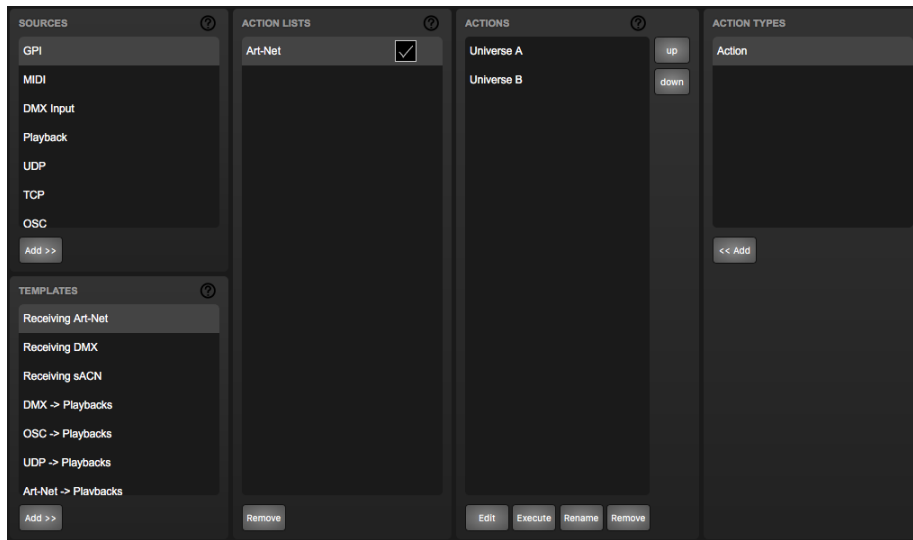 SOURCES
?
GPI
MIDI
DMX Input
Playback
UDP
TCP
OSC
Add >>
TEMPLATES
?
Receiving Art-Net
Receiving DMX
Receiving sACN
DMX -> Playbacks
OSC -> Playbacks
UDP -> Playbacks
Art-Net -> Playbacks
Add >>
ACTION LISTS
?
Art-Net
Remove
ACTIONS
?
Universe A
Universe B
up
down
Edit Execute Rename Remove
ACTION TYPES
Action
<< Add